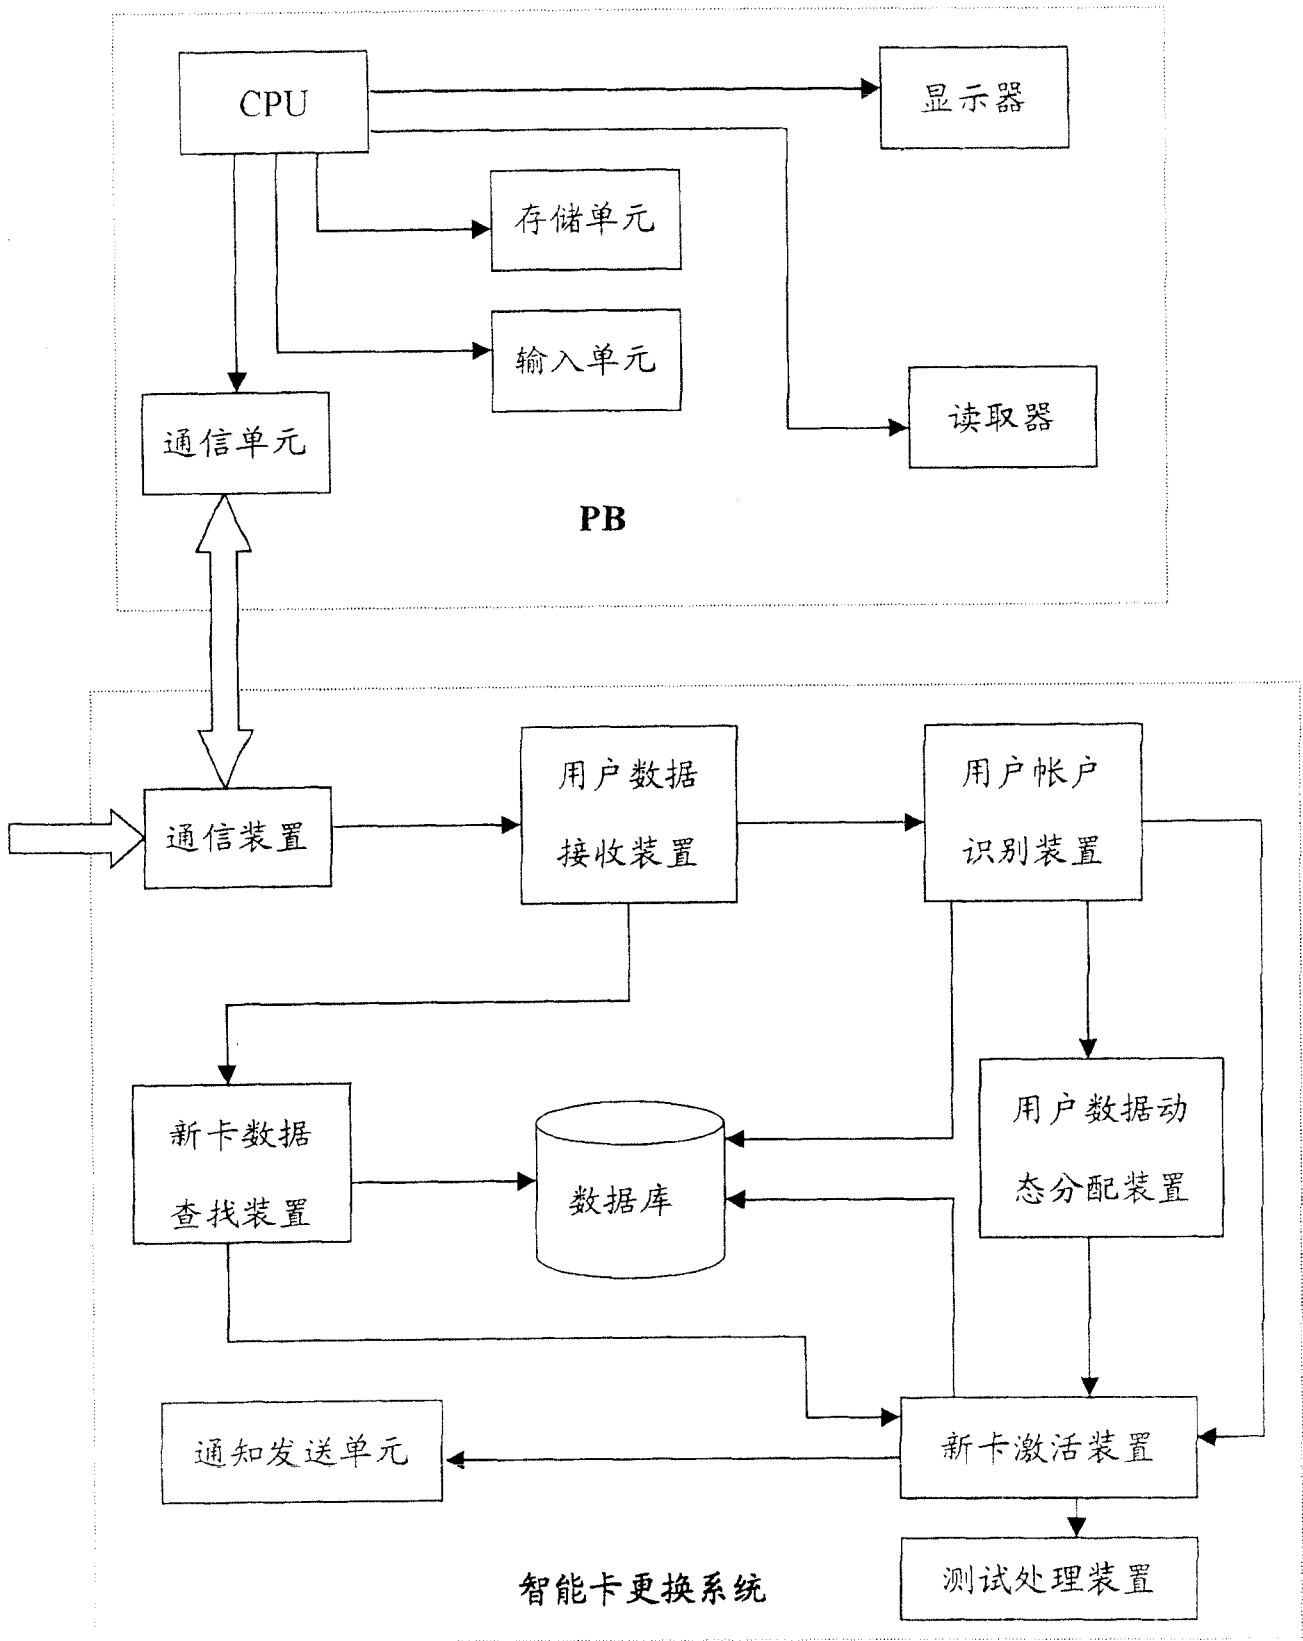 CPU
显示器
存储单元
输入单元
读取器
通信单元
PB
通信装置
用户数据
接收装置
用户帐户
识别装置
新卡数据
查找装置
数据库
用户数据动
态分配装置
通知发送单元
新卡激活装置
测试处理装置
智能卡更换系统